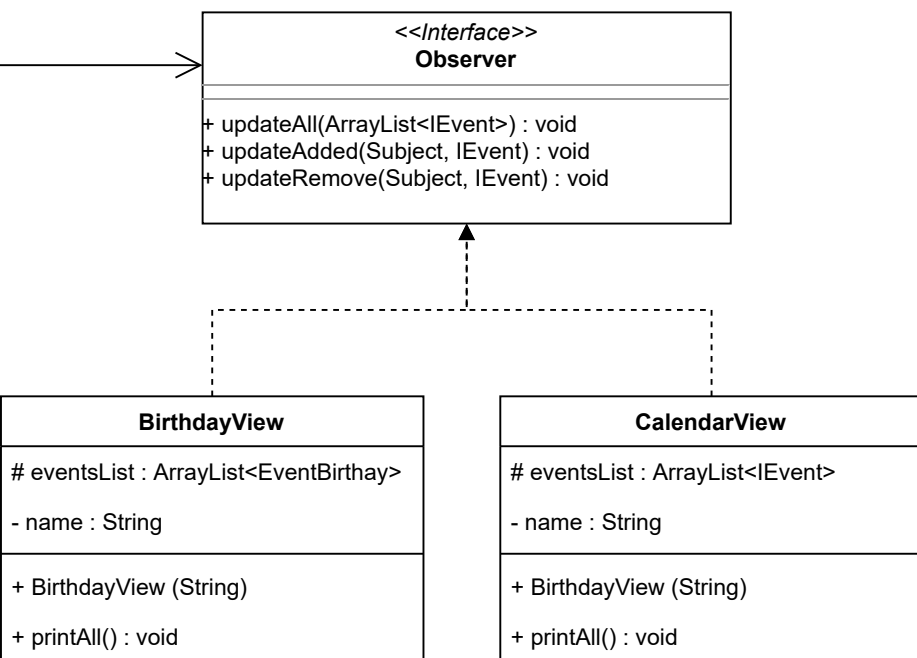 <<Interface>>
Observer
+ updateAll(ArrayList<IEvent>) : void
+ updateAdded(Subject, IEvent) : void
+ updateRemove(Subject, IEvent) : void
BirthdayView
# eventsList : ArrayList<EventBirthay>
- name : String
+ BirthdayView (String)
+ printAll() : void
CalendarView
# eventsList : ArrayList<IEvent>
- name : String
+ BirthdayView (String)
+ printAll() : void